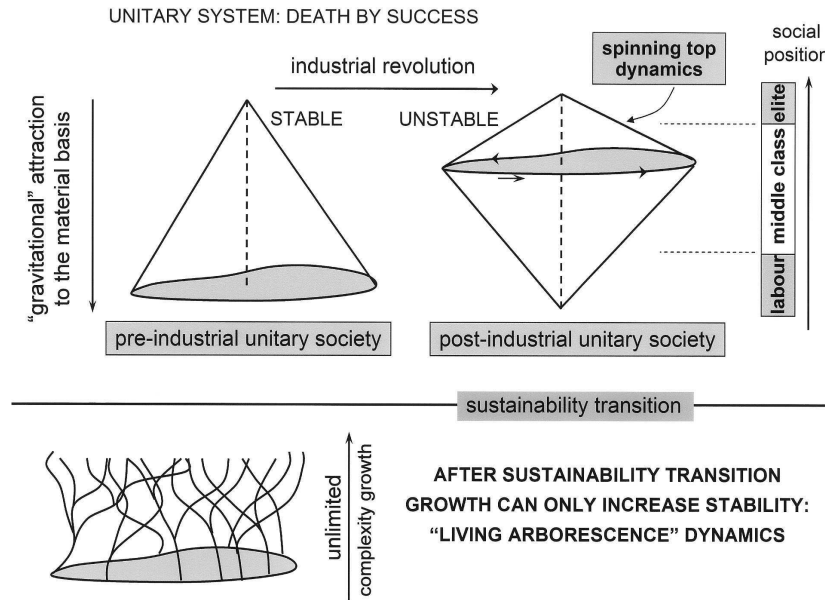 UNITARY SYSTEM: DEATH BY SUCCESS
industrial revolution
spinning top
dynamics
social
position
STABLE
UNSTABLE
"gravitational" attraction
to the material basis
elite
middle class
labour
pre-industrial unitary society
post-industrial unitary society
sustainability transition
unlimited
complexity growth
AFTER SUSTAINABILITY TRANSITION
GROWTH CAN ONLY INCREASE STABILITY:
“LIVING ARBORESCENCE” DYNAMICS